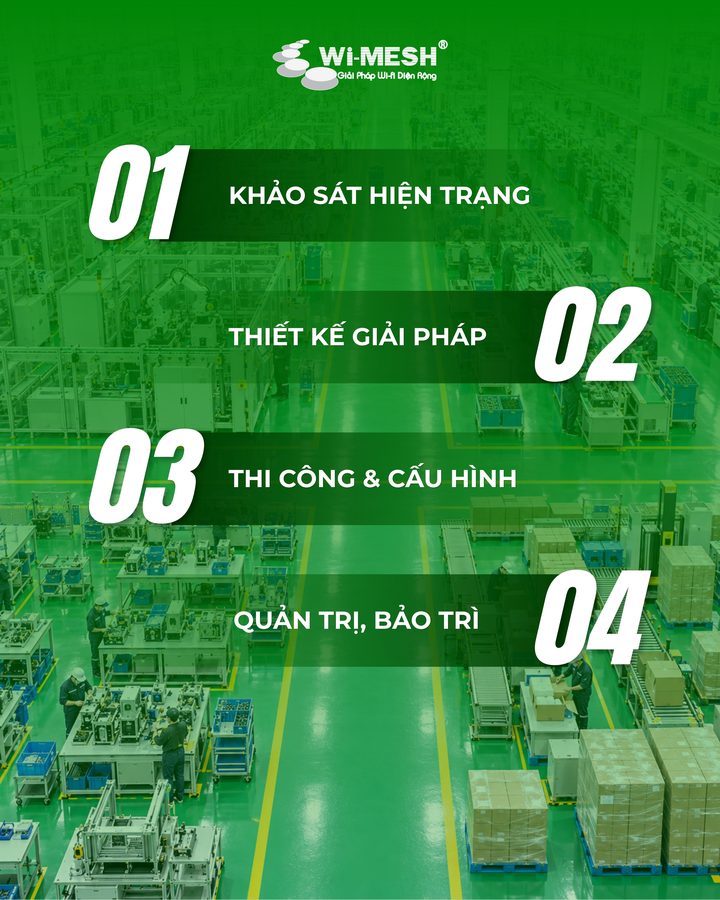 Wi-MESH®
Giải Pháp Wi-Fi Diện Rộng
01
KHẢO SÁT HIỆN TRẠNG
THIẾT KẾ GIẢI PHÁP
02
03
THI CÔNG & CẤU HÌNH
QUẢN TRỊ, BẢO TRÌ
04